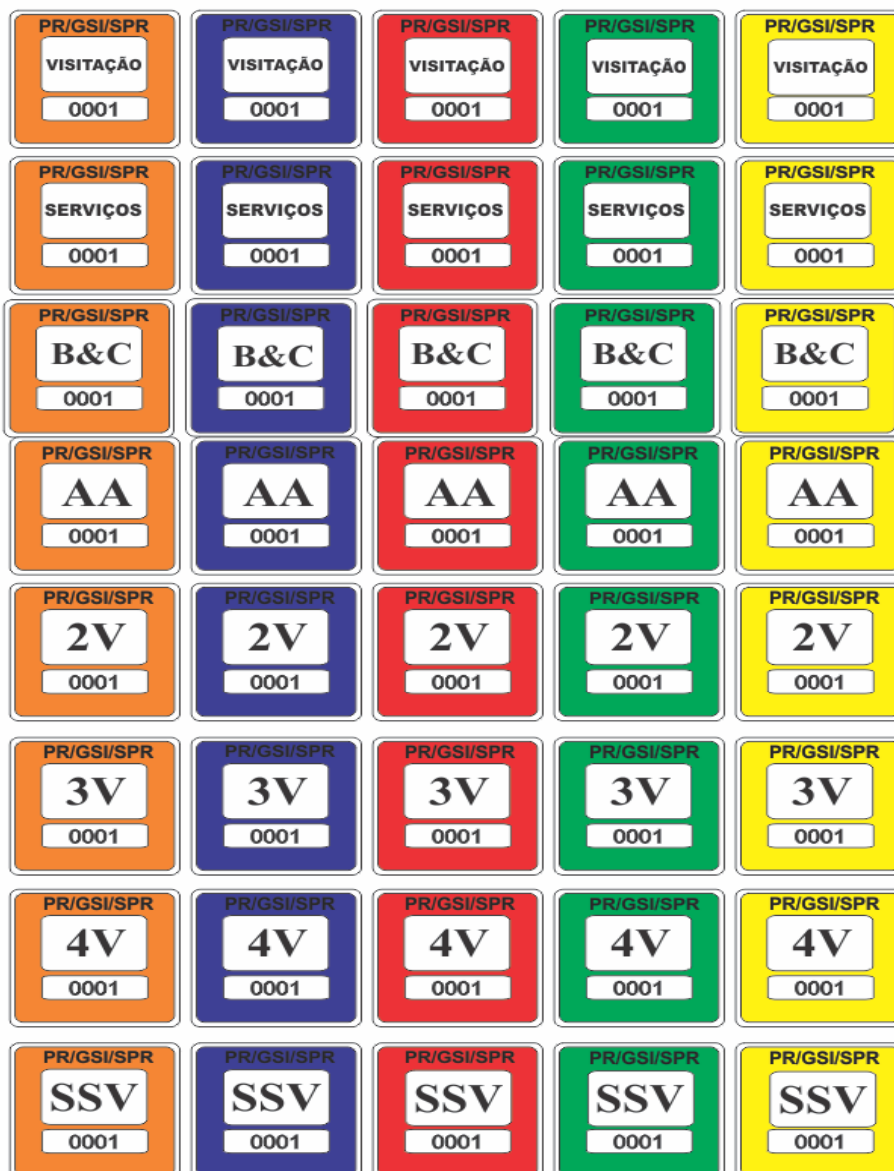 PR/GSI/SPR PR/GSI/SPR PR/GSI/SPR PR/GSI/SPR PR/GSI/SPR
VISITAÇÃO VISITAÇÃO VISITAÇÃO VISITAÇÃO VISITAÇÃO
0001 0001 0001 0001 0001
PR/GSI/SPR PR/GSI/SPR PR/GSI/SPR PR/GSI/SPR PR/GSI/SPR
SERVIÇOS SERVIÇOS SERVIÇOS SERVIÇOS SERVIÇOS
0001 0001 0001 0001 0001
PR/GSI/SPR PR/GSI/SPR PR/GSI/SPR PR/GSI/SPR PR/GSI/SPR
B&C B&C B&C B&C B&C
0001 0001 0001 0001 0001
PR/GSI/SPR PR/GSI/SPR PR/GSI/SPR PR/GSI/SPR PR/GSI/SPR
AA AA AA AA AA
0001 0001 0001 0001 0001
PR/GSI/SPR PR/GSI/SPR PR/GSI/SPR PR/GSI/SPR PR/GSI/SPR
2V 2V 2V 2V 2V
0001 0001 0001 0001 0001
PR/GSI/SPR PR/GSI/SPR PR/GSI/SPR PR/GSI/SPR PR/GSI/SPR
3V 3V 3V 3V 3V
0001 0001 0001 0001 0001
PR/GSI/SPR PR/GSI/SPR PR/GSI/SPR PR/GSI/SPR PR/GSI/SPR
4V 4V 4V 4V 4V
0001 0001 0001 0001 0001
PR/GSI/SPR PR/GSI/SPR PR/GSI/SPR PR/GSI/SPR PR/GSI/SPR
SSV SSV SSV SSV SSV
0001 0001 0001 0001 0001